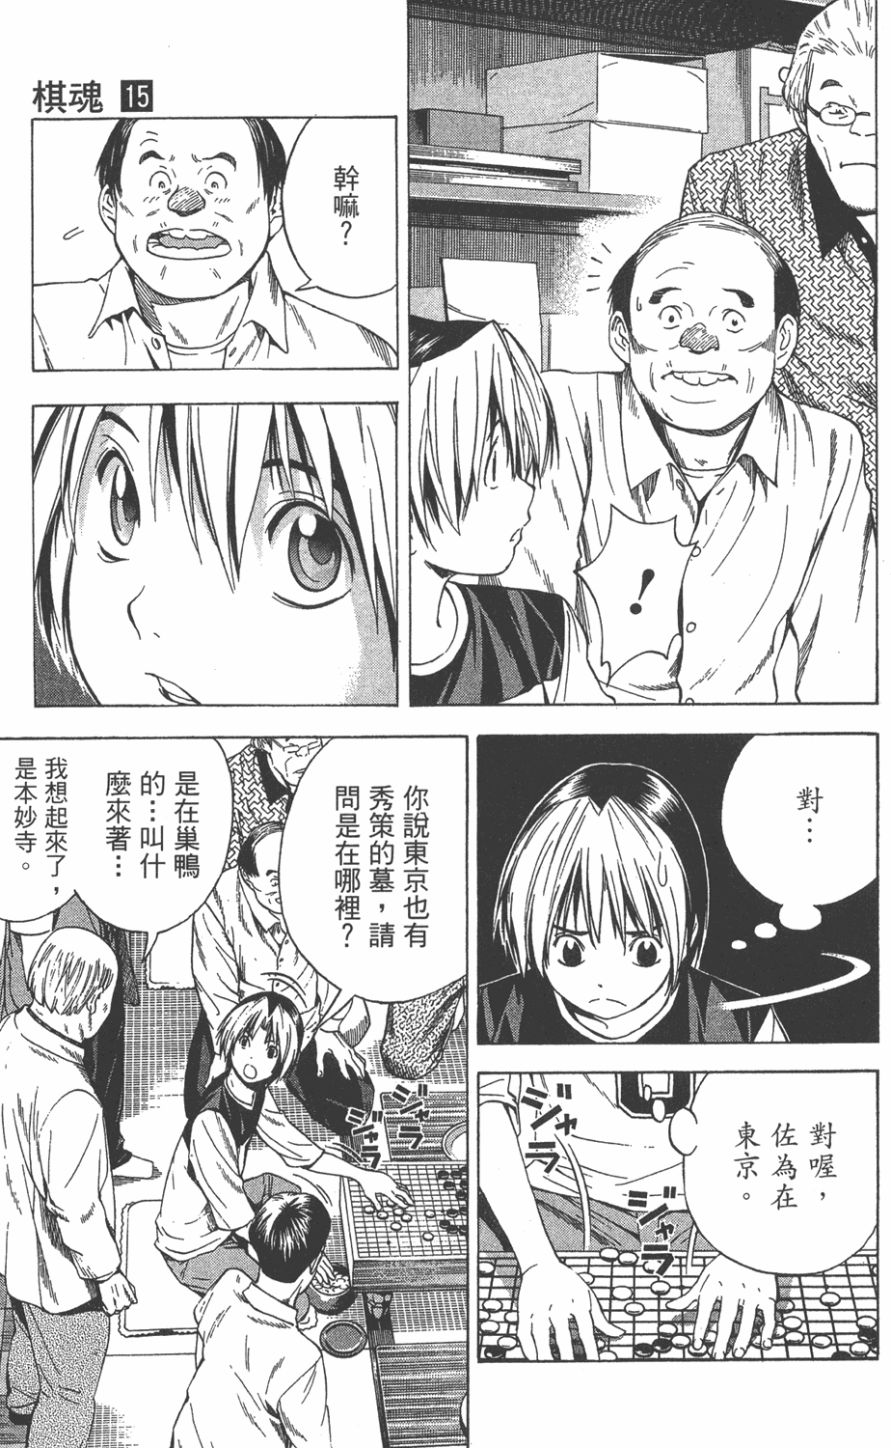 棋魂 15
！
幹
嘛
？
對…
對喔，
佐為在
東京。
ジャラ
ジャラ
你說東京也有
秀策的墓，請
問是在哪裡？
ジャラ
ジャラ
是在巢鴨
的…叫什
麼來著…
我想起來了，
是本妙寺。